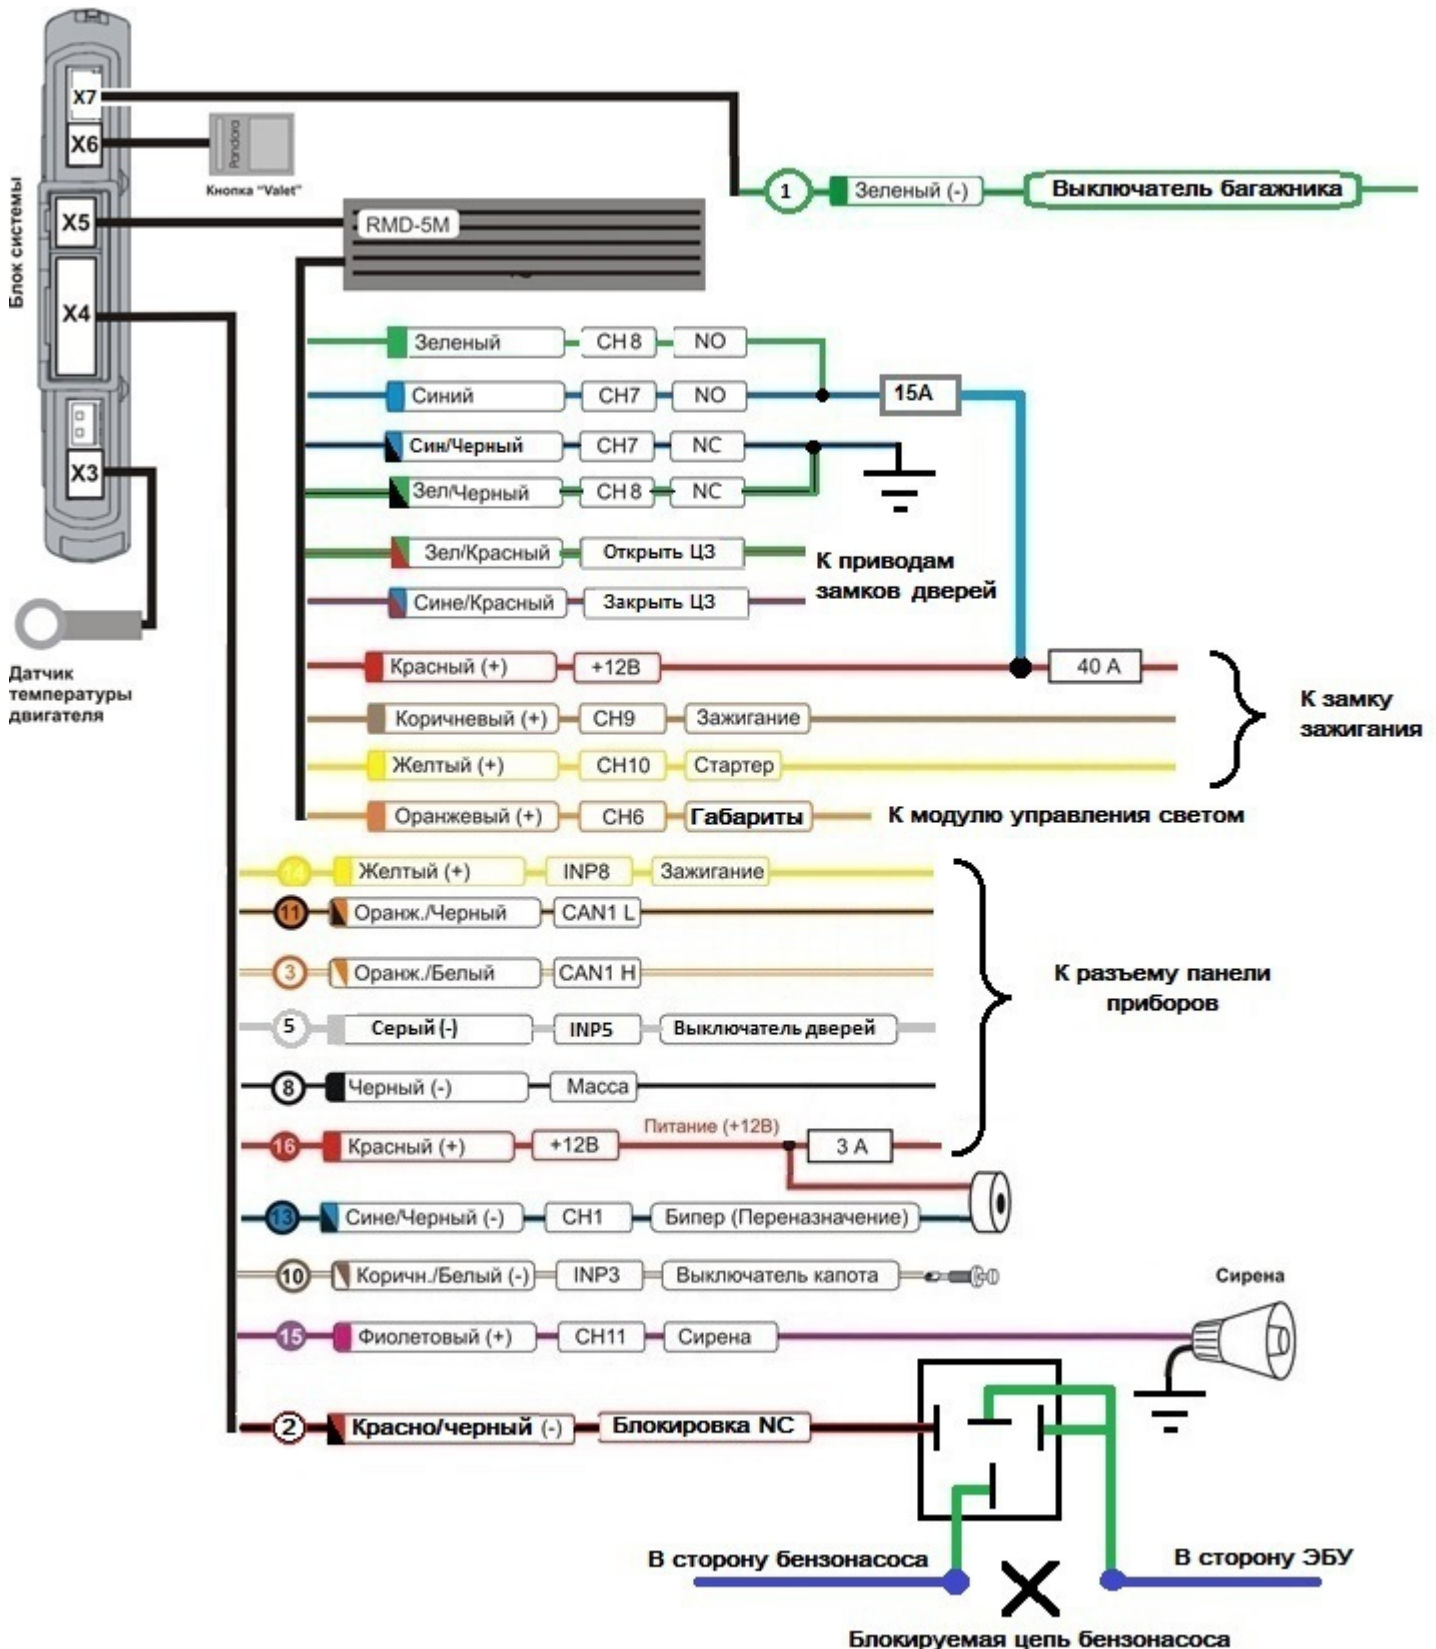 Блок системы
X7
X6
Pandora
Кнопка "Valet"
1
Зеленый (-)
Выключатель багажника
X5
RMD-5M
X4
Зеленый CH 8 NO
Синий CH7 NO
15A
Син/Черный CH7 NC
Зел/Черный CH 8 NC
Зел/Красный Открыть ЦЗ
Сине/Красный Закрыть ЦЗ
К приводам
замков дверей
X3
Датчик
температуры
двигателя
Красный (+) +12В 40 А
Коричневый (+) CH9 Зажигание
Желтый (+) CH10 Стартер
К замку
зажигания
Оранжевый (+) CH6 Габариты К модулю управления светом
14 Желтый (+) INP8 Зажигание
11 Оранж./Черный CAN1 L
3 Оранж./Белый CAN1 H
5 Серый (-) INP5 Выключатель дверей
8 Черный (-) Масса
16 Красный (+) +12В Питание (+12В) 3 А
К разъему панели
приборов
13 Сине/Черный (-) CH1 Бипер (Переназначение)
10 Коричн./Белый (-) INP3 Выключатель капота
15 Фиолетовый (+) CH11 Сирена
Сирена
2 Красно/черный (-) Блокировка NC
В сторону бензонасоса
В сторону ЭБУ
Блокируемая цепь бензонасоса